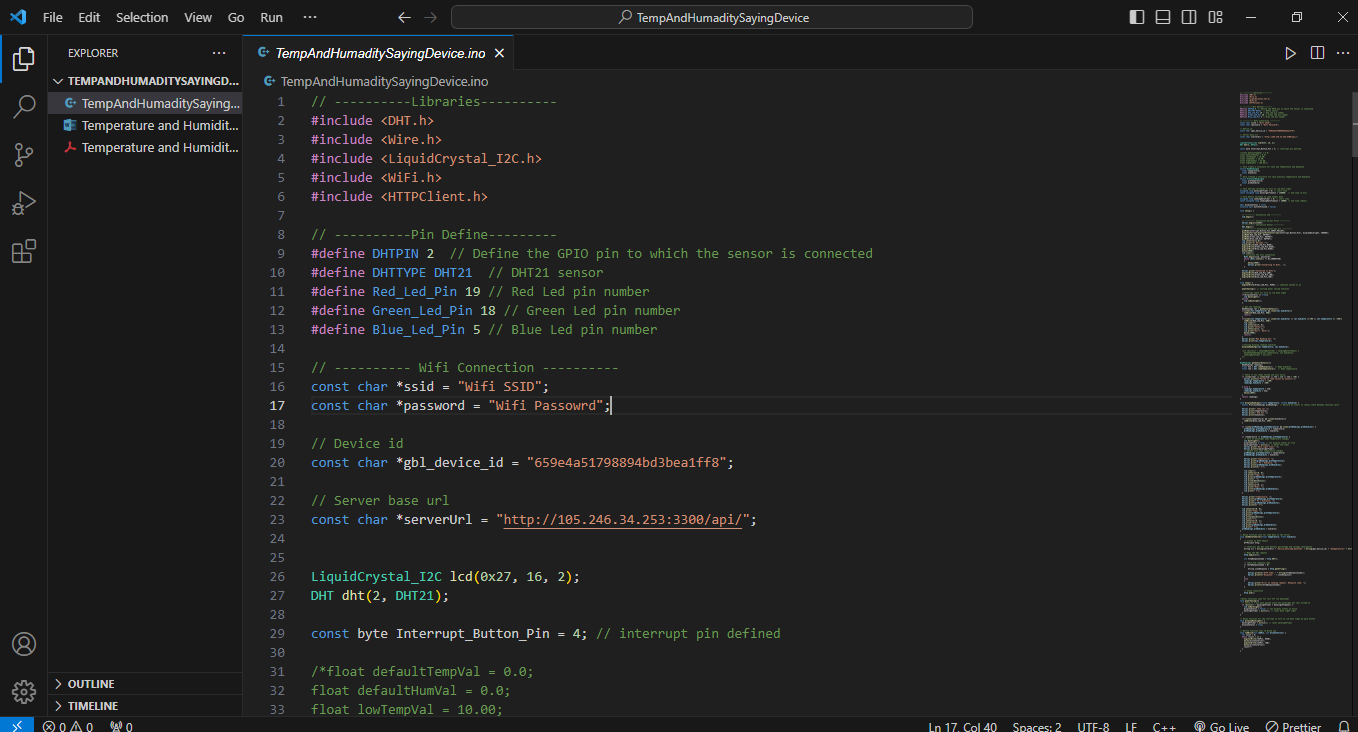 File Edit Selection View Go Run ··· TempAndHumaditySayingDevice
EXPLORER ···
TEMPANDHUMADITYSAYINGD...
TempAndHumaditySaying...
Temperature and Humidit...
Temperature and Humidit...
OUTLINE
TIMELINE
TempAndHumaditySayingDevice.ino
TempAndHumaditySayingDevice.ino
1 // ----------Libraries----------
2 #include <DHT.h>
3 #include <Wire.h>
4 #include <LiquidCrystal_I2C.h>
5 #include <WiFi.h>
6 #include <HTTPClient.h>
7
8 // ----------Pin Define----------
9 #define DHTPIN 2  // Define the GPIO pin to which the sensor is connected
10 #define DHTTYPE DHT21  // DHT21 sensor
11 #define Red_Led_Pin 19 // Red Led pin number
12 #define Green_Led_Pin 18 // Green Led pin number
13 #define Blue_Led_Pin 5 // Blue Led pin number
14
15 // ---------- Wifi Connection ----------
16 const char *ssid = "Wifi SSID";
17 const char *password = "Wifi Passowrd";
18
19 // Device id
20 const char *gbl_device_id = "659e4a51798894bd3bea1ff8";
21
22 // Server base url
23 const char *serverUrl = "http://105.246.34.253:3300/api/";
24
25
26 LiquidCrystal_I2C lcd(0x27, 16, 2);
27 DHT dht(2, DHT21);
28
29 const byte Interrupt_Button_Pin = 4; // interrupt pin defined
30
31 /*float defaultTempVal = 0.0;
32 float defaultHumVal = 0.0;
33 float lowTempVal = 10.00;
0 0 0 Ln 17, Col 40 Spaces: 2 UTF-8 LF C++ Go Live Prettier